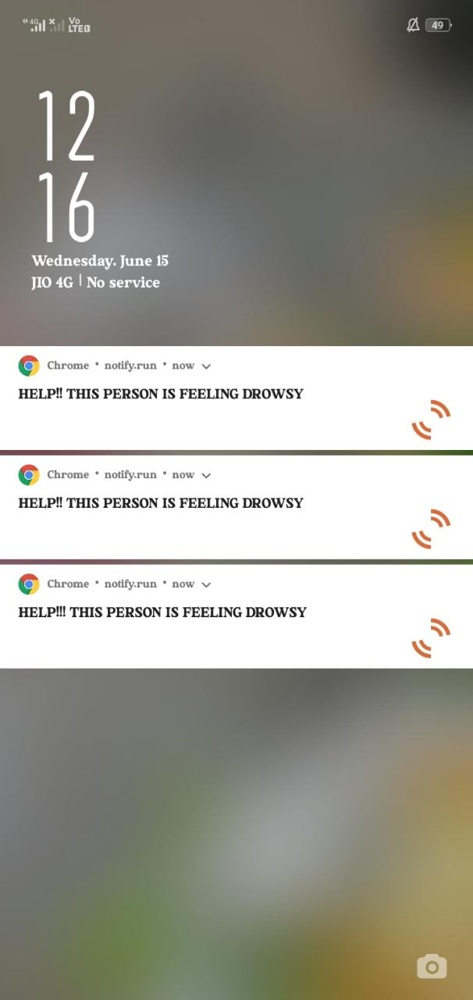 4G Vo LTE 49
12
16
Wednesday. June 15
JIO 4G | No service
Chrome • notify.run • now
HELP!! THIS PERSON IS FEELING DROWSY
Chrome • notify.run • now
HELP!! THIS PERSON IS FEELING DROWSY
Chrome • notify.run • now
HELP!!! THIS PERSON IS FEELING DROWSY